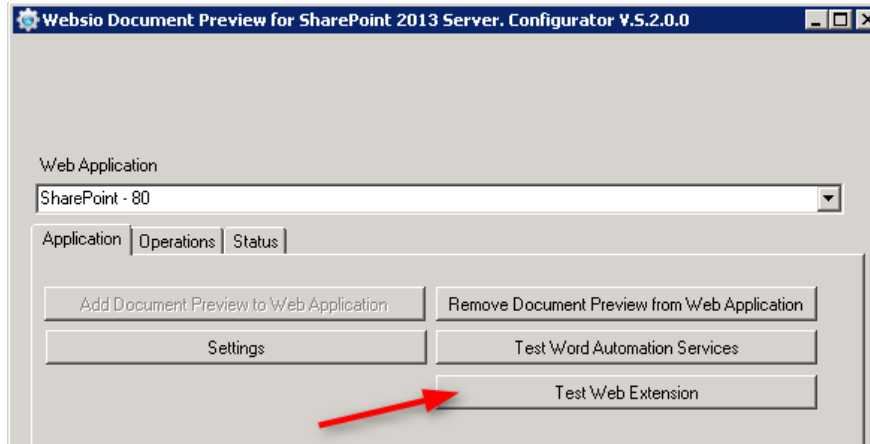 Websio Document Preview for SharePoint 2013 Server. Configurator V.5.2.0.0
Web Application
SharePoint - 80
Application Operations Status
Add Document Preview to Web Application Remove Document Preview from Web Application
Settings Test Word Automation Services
Test Web Extension